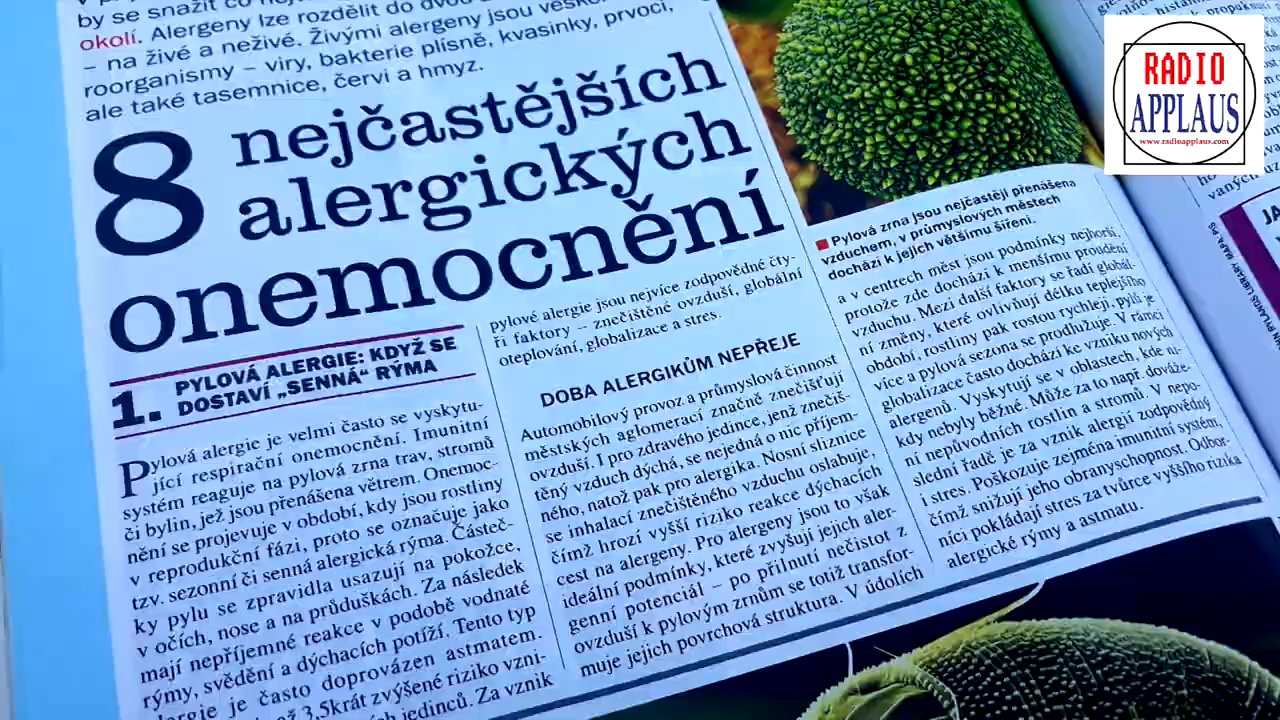 by se snažit co
okolí. Alergeny lze rozdělit do dvou
– na živé a neživé. Živými alergeny jsou
roorganismy – viry, bakterie plísně, kvasinky, prvoci,
ale také tasemnice, červi a hmyz.
8 nejčastějších
alergických
onemocnění
1. PYLOVÁ ALERGIE: KDYŽ SE
DOSTAVÍ „SENNÁ“ RÝMA
Pylová alergie je velmi často se vyskytu-
jící respirační onemocnění. Imunitní
systém reaguje na pylová zrna trav, stromů
či bylin, jež jsou přenášena větrem. Onemoc-
nění se projevuje v období, kdy jsou rostliny
v reprodukční fázi, proto se označuje jako
tzv. sezonní či senná alergická rýma. Částeč-
ky pylu se zpravidla usazují na pokožce,
v očích, nose a na průduškách. Za následek
mají nepříjemné reakce v podobě vodnaté
rýmy, svědění a dýchacích potíží. Tento typ
alergie je často doprovázen astmatem.
3,5krát zvýšené riziko vzni-
jedinců. Za vznik
pylové alergie jsou nejvíce zodpovědné čty-
ři faktory – znečištěné ovzduší, globální
oteplování, globalizace a stres.
DOBA ALERGIKŮM NEPŘEJE
Automobilový provoz a průmyslová činnost
městských aglomerací značně znečišťují
ovzduší. I pro zdravého jedince, jenž znečiš-
těný vzduch dýchá, se nejedná o nic příjem-
ného, natož pak pro alergika. Nosní sliznice
se inhalací znečištěného vzduchu oslabuje,
čímž hrozí vyšší riziko reakce dýchacích
cest na alergeny. Pro alergeny jsou to však
ideální podmínky, které zvyšují jejich aler-
genní potenciál – po přilnutí nečistot z
ovzduší k pylovým zrnům se totiž transfor-
muje jejich povrchová struktura. V údolích
Pylová zrna jsou nejčastěji přenášena
vzduchem, v průmyslových městech
dochází k jejich většímu šíření.
a v centrech měst jsou podmínky nejhorší,
protože zde dochází k menšímu proudění
vzduchu. Mezi další faktory se řadí globál-
ní změny, které ovlivňují délku teplejšího
období, rostliny pak rostou rychleji, pylů je
více a pylová sezona se prodlužuje. V rámci
globalizace často dochází ke vzniku nových
alergenů. Vyskytují se v oblastech, kde ni-
kdy nebyly běžné. Může za to např. dováže-
ní nepůvodních rostlin a stromů. V nepo-
slední řadě je za vznik alergií zodpovědný
i stres. Poškozuje zejména imunitní systém,
čímž snižují jeho obranyschopnost. Odbor-
níci pokládají stres za tvůrce vyššího rizika
alergické rýmy a astmatu.
RADIO
APPLAUS
www.radioapplaus.com